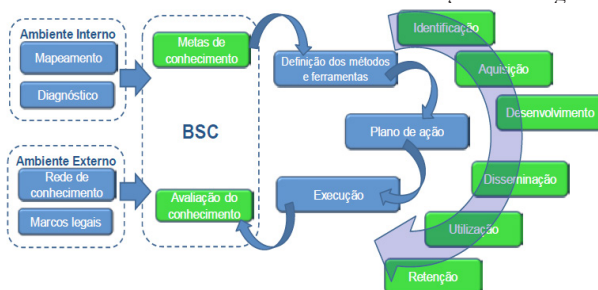 Ambiente Interno
Mapeamento
Diagnóstico
Ambiente Externo
Rede de
conhecimento
Marcos legais
Metas de
conhecimento
BSC
Avaliação do
conhecimento
Definição dos métodos
e ferramentas
Plano de ação
Execução
Identificação
Aquisição
Desenvolvimento
Disseminação
Utilização
Retenção